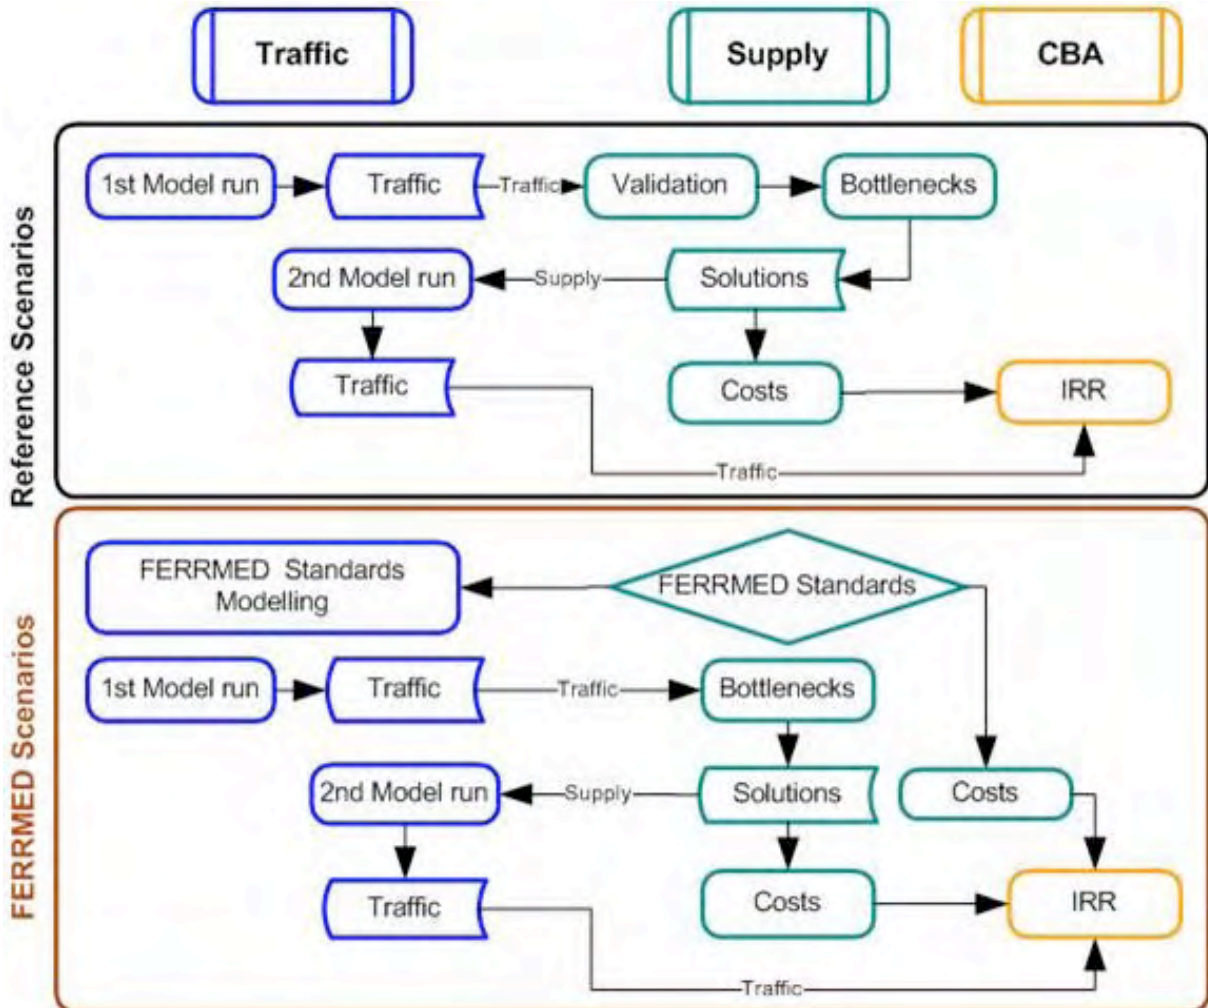 Traffic
Supply
CBA
Reference Scenarios
1st Model run
Traffic
Traffic
Validation
Bottlenecks
2nd Model run
Supply
Solutions
Traffic
Costs
IRR
Traffic
FERRMED Scenarios
FERRMED Standards
Modelling
FERRMED Standards
1st Model run
Traffic
Traffic
Bottlenecks
2nd Model run
Supply
Solutions
Costs
Traffic
Costs
IRR
Traffic